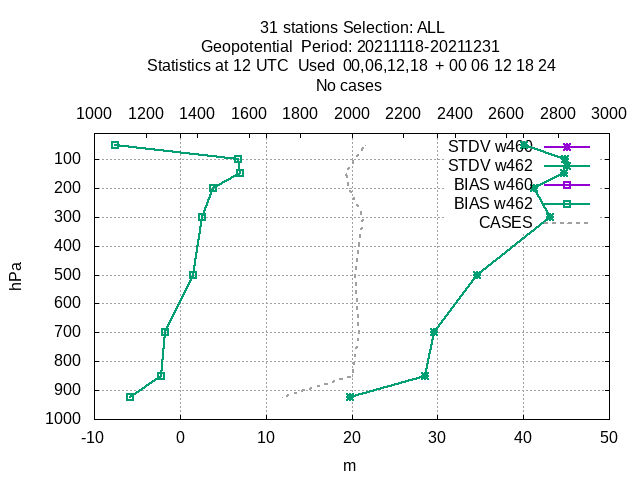 31 stations Selection: ALL
Geopotential Period: 20211118-20211231
Statistics at 12 UTC Used 00,06,12,18 + 00 06 12 18 24
No cases
1000 1200 1400 1600 1800 2000 2200 2400 2600 2800 3000
STDV w460
STDV w462
BIAS w460
BIAS w462
CASES
100
200
300
400
500
600
700
800
900
1000
hPa
-10 0 10 20 30 40 50
m